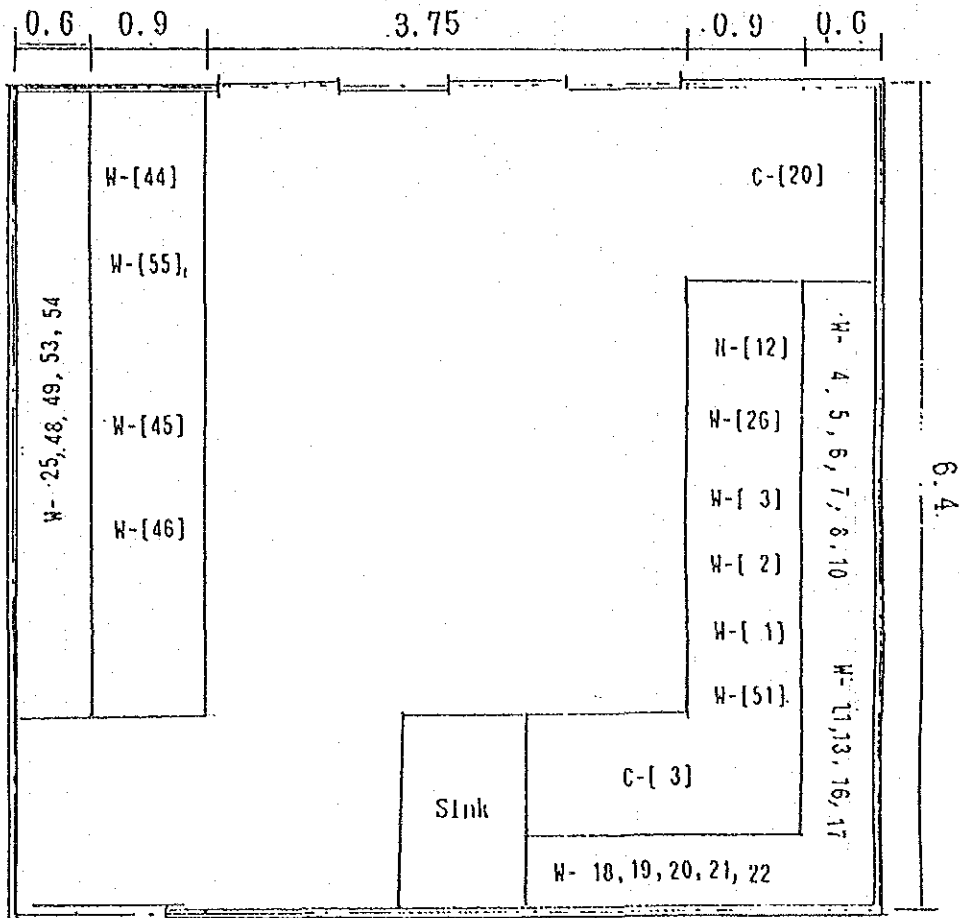 0.6 0.9 3.75 0.9 0.6
W-[44]
C-[20]
W-[55]
W- 25, 48, 49, 53, 54
W-[45]
W-[46]
W-[12]
W-[26]
W-[ 3]
W-[ 2]
W-[ 1]
W-[51]
W- 4, 5, 6, 7, 8, 10
W- 11, 13, 16, 17
6.4
C-[ 3]
Sink
W- 18, 19, 20, 21, 22